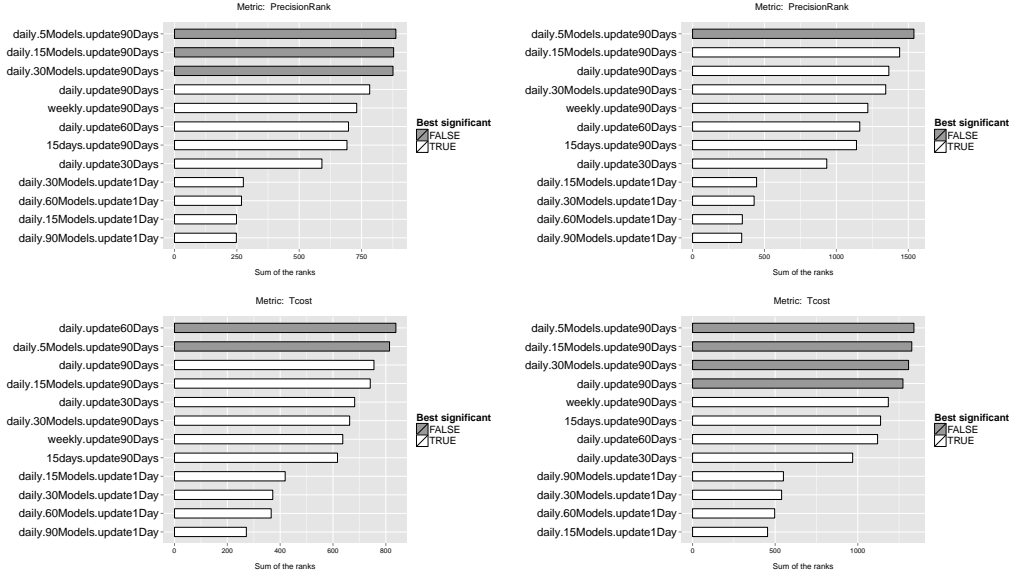 Metric: PrecisionRank
daily.5Models.update90Days
daily.15Models.update90Days
daily.30Models.update90Days
daily.update90Days
weekly.update90Days
daily.update60Days
15days.update90Days
daily.update30Days
daily.30Models.update1Day
daily.60Models.update1Day
daily.15Models.update1Day
daily.90Models.update1Day
0 250 500 750
Sum of the ranks
Best significant
FALSE
TRUE
Metric: PrecisionRank
daily.5Models.update90Days
daily.15Models.update90Days
daily.update90Days
daily.30Models.update90Days
weekly.update90Days
daily.update60Days
15days.update90Days
daily.update30Days
daily.15Models.update1Day
daily.30Models.update1Day
daily.60Models.update1Day
daily.90Models.update1Day
0 500 1000 1500
Sum of the ranks
Best significant
FALSE
TRUE
Metric: Tcost
daily.update60Days
daily.5Models.update90Days
daily.update90Days
daily.15Models.update90Days
daily.update30Days
daily.30Models.update90Days
weekly.update90Days
15days.update90Days
daily.15Models.update1Day
daily.30Models.update1Day
daily.60Models.update1Day
daily.90Models.update1Day
0 200 400 600 800
Sum of the ranks
Best significant
FALSE
TRUE
Metric: Tcost
daily.5Models.update90Days
daily.15Models.update90Days
daily.30Models.update90Days
daily.update90Days
weekly.update90Days
15days.update90Days
daily.update60Days
daily.update30Days
daily.90Models.update1Day
daily.30Models.update1Day
daily.60Models.update1Day
daily.15Models.update1Day
0 500 1000
Sum of the ranks
Best significant
FALSE
TRUE